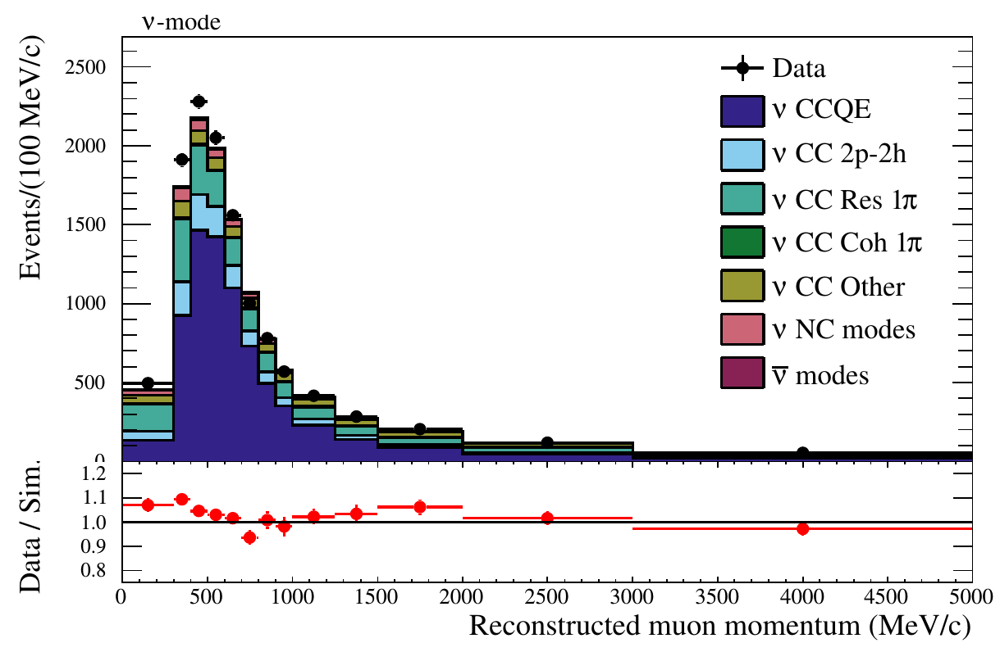 ν-mode
Events/(100 MeV/c)
2500
2000
1500
1000
500
0
Data
ν CCQE
ν CC 2p-2h
ν CC Res 1π
ν CC Coh 1π
ν CC Other
ν NC modes
ν̅ modes
Data / Sim.
1.2
1.1
1.0
0.9
0.8
0 500 1000 1500 2000 2500 3000 3500 4000 4500 5000
Reconstructed muon momentum (MeV/c)